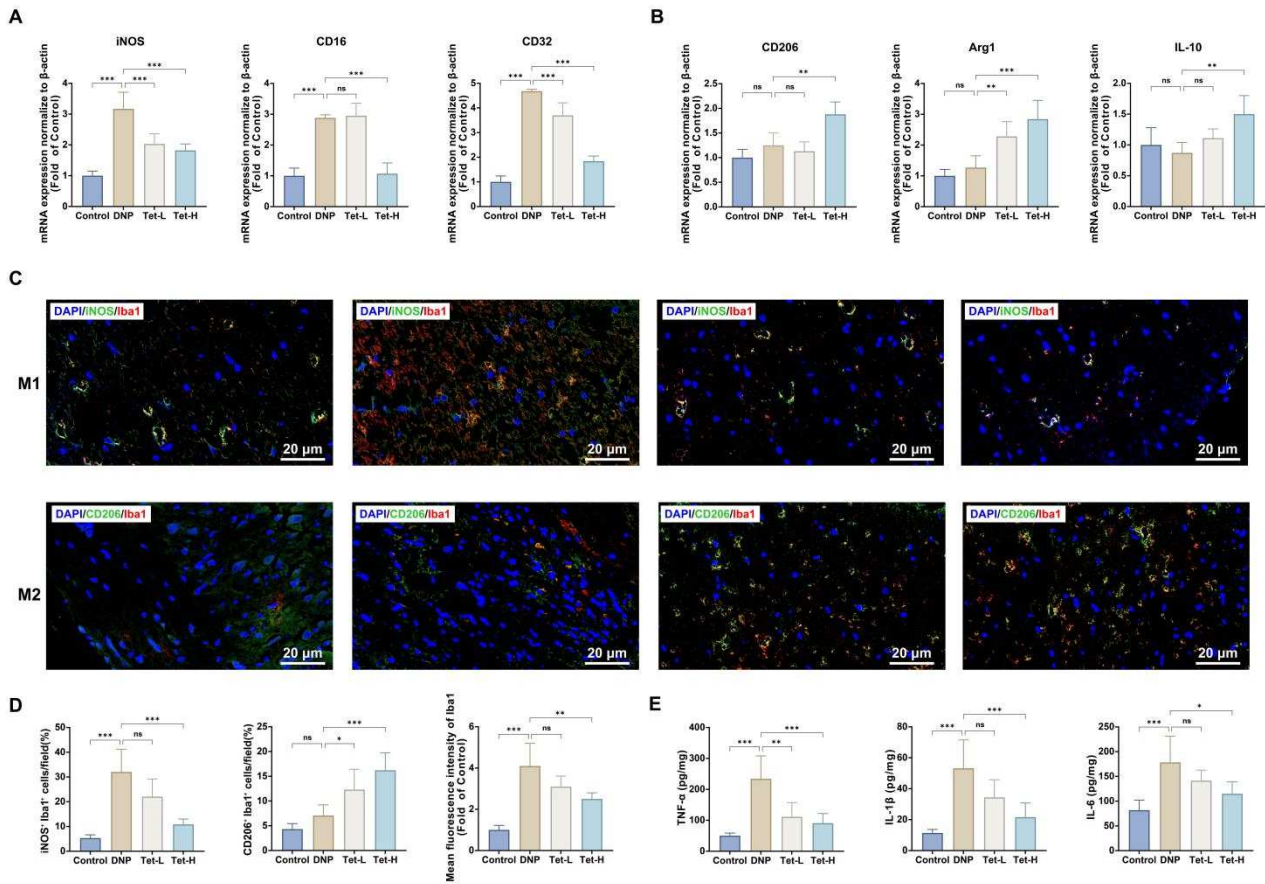 A
iNOS
mRNA expression normalize to β-actin
(Fold of Control)
5
4
3
2
1
0
***
***
***
Control DNP Tet-L Tet-H
CD16
mRNA expression normalize to β-actin
(Fold of Control)
4
3
2
1
0
***
***
ns
Control DNP Tet-L Tet-H
CD32
mRNA expression normalize to β-actin
(Fold of Control)
5
4
3
2
1
0
***
***
***
Control DNP Tet-L Tet-H
B
CD206
mRNA expression normalize to β-actin
(Fold of Control)
2.5
2.0
1.5
1.0
0.5
0.0
**
ns
ns
Control DNP Tet-L Tet-H
Arg1
mRNA expression normalize to β-actin
(Fold of Control)
4
3
2
1
0
***
ns
**
Control DNP Tet-L Tet-H
IL-10
mRNA expression normalize to β-actin
(Fold of Control)
2.0
1.5
1.0
0.5
0.0
**
ns
ns
Control DNP Tet-L Tet-H
C
M1
DAPI/iNOS/Iba1
20 μm
DAPI/iNOS/Iba1
20 μm
DAPI/iNOS/Iba1
20 μm
DAPI/iNOS/Iba1
20 μm
M2
DAPI/CD206/Iba1
20 μm
DAPI/CD206/Iba1
20 μm
DAPI/CD206/Iba1
20 μm
DAPI/CD206/Iba1
20 μm
D
iNOS⁺ Iba1⁺ cells/field(%)
50
40
30
20
10
0
***
***
ns
Control DNP Tet-L Tet-H
CD206⁺ Iba1⁺ cells/field(%)
25
20
15
10
5
0
***
ns
*
Control DNP Tet-L Tet-H
Mean fluorescence intensity of Iba1
(Fold of Control)
6
4
2
0
**
***
ns
Control DNP Tet-L Tet-H
E
TNF-α (pg/mg)
400
300
200
100
0
***
***
**
Control DNP Tet-L Tet-H
IL-1β (pg/mg)
80
60
40
20
0
***
***
ns
Control DNP Tet-L Tet-H
IL-6 (pg/mg)
250
200
150
100
50
0
*
***
ns
Control DNP Tet-L Tet-H